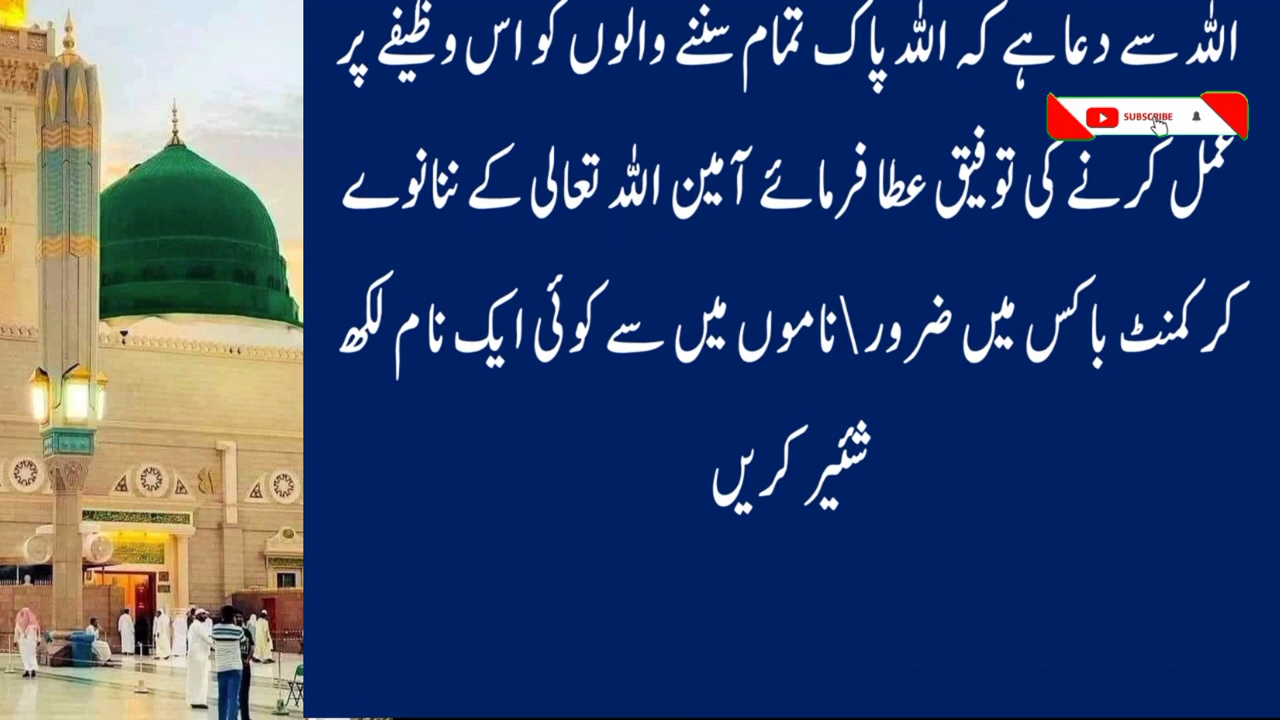 اللہ سے دعا ہے کہ اللہ پاک تمام سننے والوں کو اس وظیفے پر
SUBSCRIBE
عمل کرنے کی توفیق عطا فرمائے آمین اللہ تعالی کے ننانوے
کر کمنٹ باکس میں ضرور\ناموں میں سے کوئی ایک نام لکھ
شئیر کریں